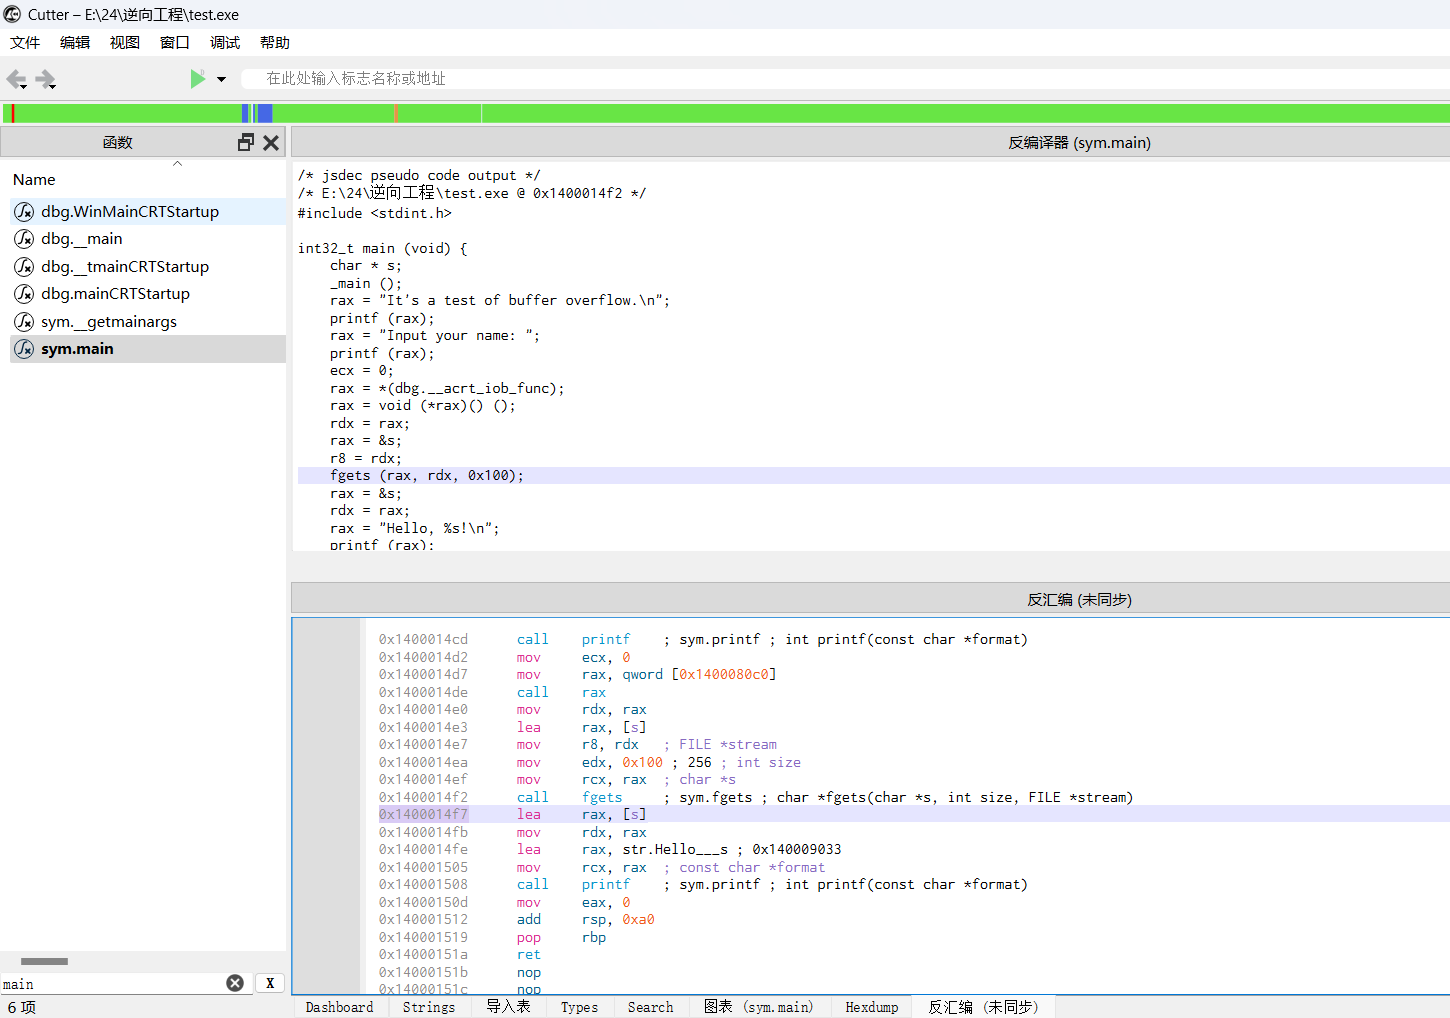 Cutter – E:\24\逆向工程\test.exe
文件 编辑 视图 窗口 调试 帮助
在此处输入标志名称或地址
函数
Name
dbg.WinMainCRTStartup
dbg.__main
dbg.__tmainCRTStartup
dbg.mainCRTStartup
sym.__getmainargs
sym.main
main
X
6 项
反编译器 (sym.main)
/* jsdec pseudo code output */
/* E:\24\逆向工程\test.exe @ 0x1400014f2 */
#include <stdint.h>
int32_t main (void) {
    char * s;
    _main ();
    rax = "It's a test of buffer overflow.\n";
    printf (rax);
    rax = "Input your name: ";
    printf (rax);
    ecx = 0;
    rax = *(dbg.__acrt_iob_func);
    rax = void (*rax)() ();
    rdx = rax;
    rax = &s;
    r8 = rdx;
    fgets (rax, rdx, 0x100);
    rax = &s;
    rdx = rax;
    rax = "Hello, %s!\n";
    printf (rax);
反汇编 (未同步)
0x1400014cd call printf ; sym.printf ; int printf(const char *format)
0x1400014d2 mov ecx, 0
0x1400014d7 mov rax, qword [0x1400080c0]
0x1400014de call rax
0x1400014e0 mov rdx, rax
0x1400014e3 lea rax, [s]
0x1400014e7 mov r8, rdx ; FILE *stream
0x1400014ea mov edx, 0x100 ; 256 ; int size
0x1400014ef mov rcx, rax ; char *s
0x1400014f2 call fgets ; sym.fgets ; char *fgets(char *s, int size, FILE *stream)
0x1400014f7 lea rax, [s]
0x1400014fb mov rdx, rax
0x1400014fe lea rax, str.Hello___s ; 0x140009033
0x140001505 mov rcx, rax ; const char *format
0x140001508 call printf ; sym.printf ; int printf(const char *format)
0x14000150d mov eax, 0
0x140001512 add rsp, 0xa0
0x140001519 pop rbp
0x14000151a ret
0x14000151b nop
0x14000151c nop
Dashboard Strings 导入表 Types Search 图表 (sym.main) Hexdump 反汇编 (未同步)